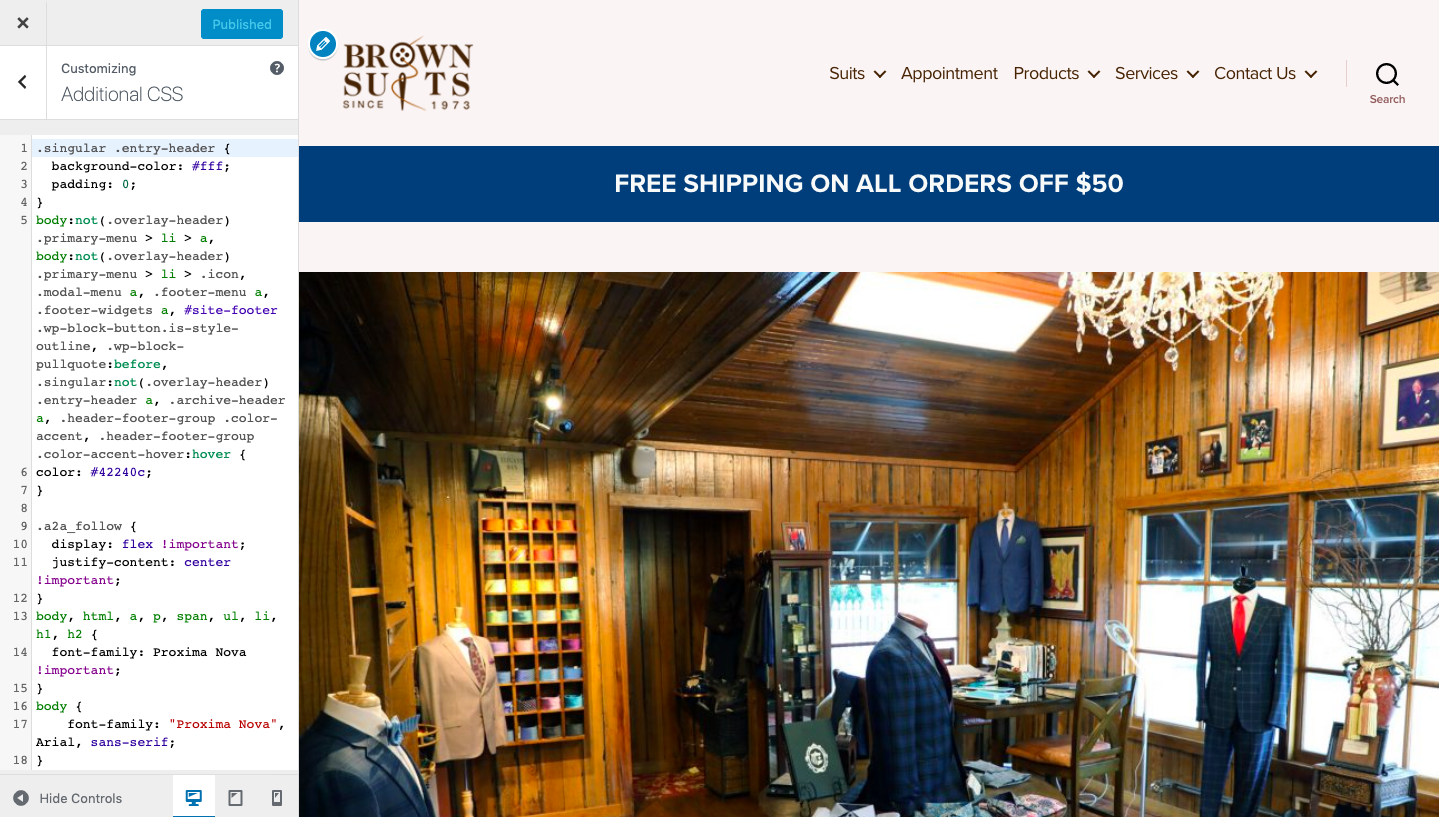 Published
Customizing
Additional CSS
1 .singular .entry-header {
2 background-color: #fff;
3 padding: 0;
4 }
5 body:not(.overlay-header)
.primary-menu > li > a,
body:not(.overlay-header)
.primary-menu > li > .icon,
.modal-menu a, .footer-menu a,
.footer-widgets a, #site-footer
.wp-block-button.is-style-
outline, .wp-block-
pullquote:before,
.singular:not(.overlay-header)
.entry-header a, .archive-header
a, .header-footer-group .color-
accent, .header-footer-group
.color-accent-hover:hover {
6 color: #42240c;
7 }
8
9 .a2a_follow {
10 display: flex !important;
11 justify-content: center
!important;
12 }
13 body, html, a, p, span, ul, li,
h1, h2 {
14 font-family: Proxima Nova
!important;
15 }
16 body {
17 font-family: "Proxima Nova",
Arial, sans-serif;
18 }
Hide Controls
BROWN
SUITS
SINCE 1973
Suits Appointment Products Services Contact Us
Search
FREE SHIPPING ON ALL ORDERS OFF $50